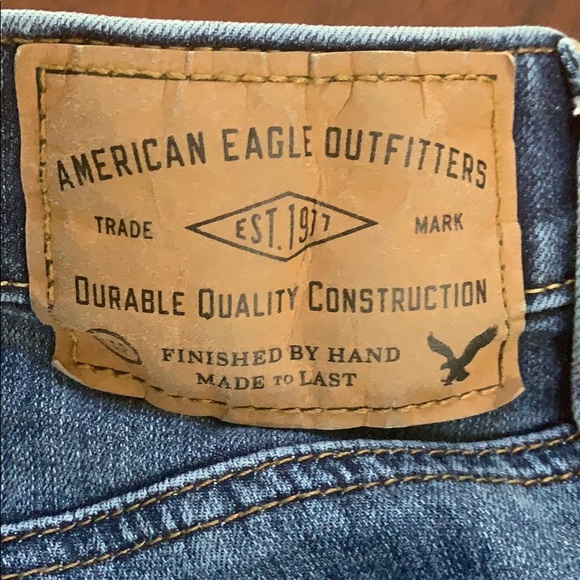 AMERICAN EAGLE OUTFITTERS
TRADE EST. 1977 MARK
DURABLE QUALITY CONSTRUCTION
FINISHED BY HAND
MADE TO LAST